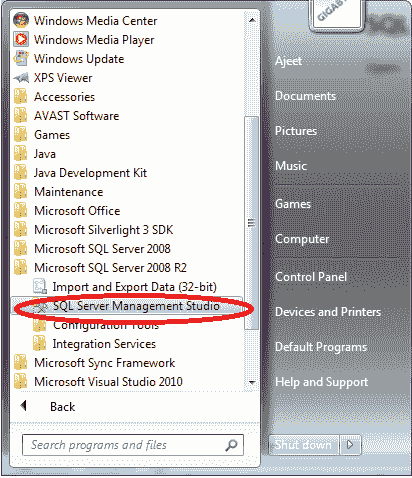 Windows Media Center
Windows Media Player
Windows Update
XPS Viewer
Accessories
AVAST Software
Games
Java
Java Development Kit
Maintenance
Microsoft Office
Microsoft Silverlight 3 SDK
Microsoft SQL Server 2008
Microsoft SQL Server 2008 R2
Import and Export Data (32-bit)
SQL Server Management Studio
Configuration Tools
Integration Services
Microsoft Sync Framework
Microsoft Visual Studio 2010
Back
Search programs and files
Ajeet
Documents
Pictures
Music
Games
Computer
Control Panel
Devices and Printers
Default Programs
Help and Support
Shut down